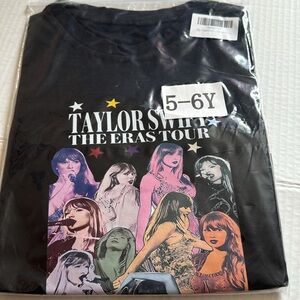 5-6Y
TAYLOR SWIFT
THE ERAS TOUR